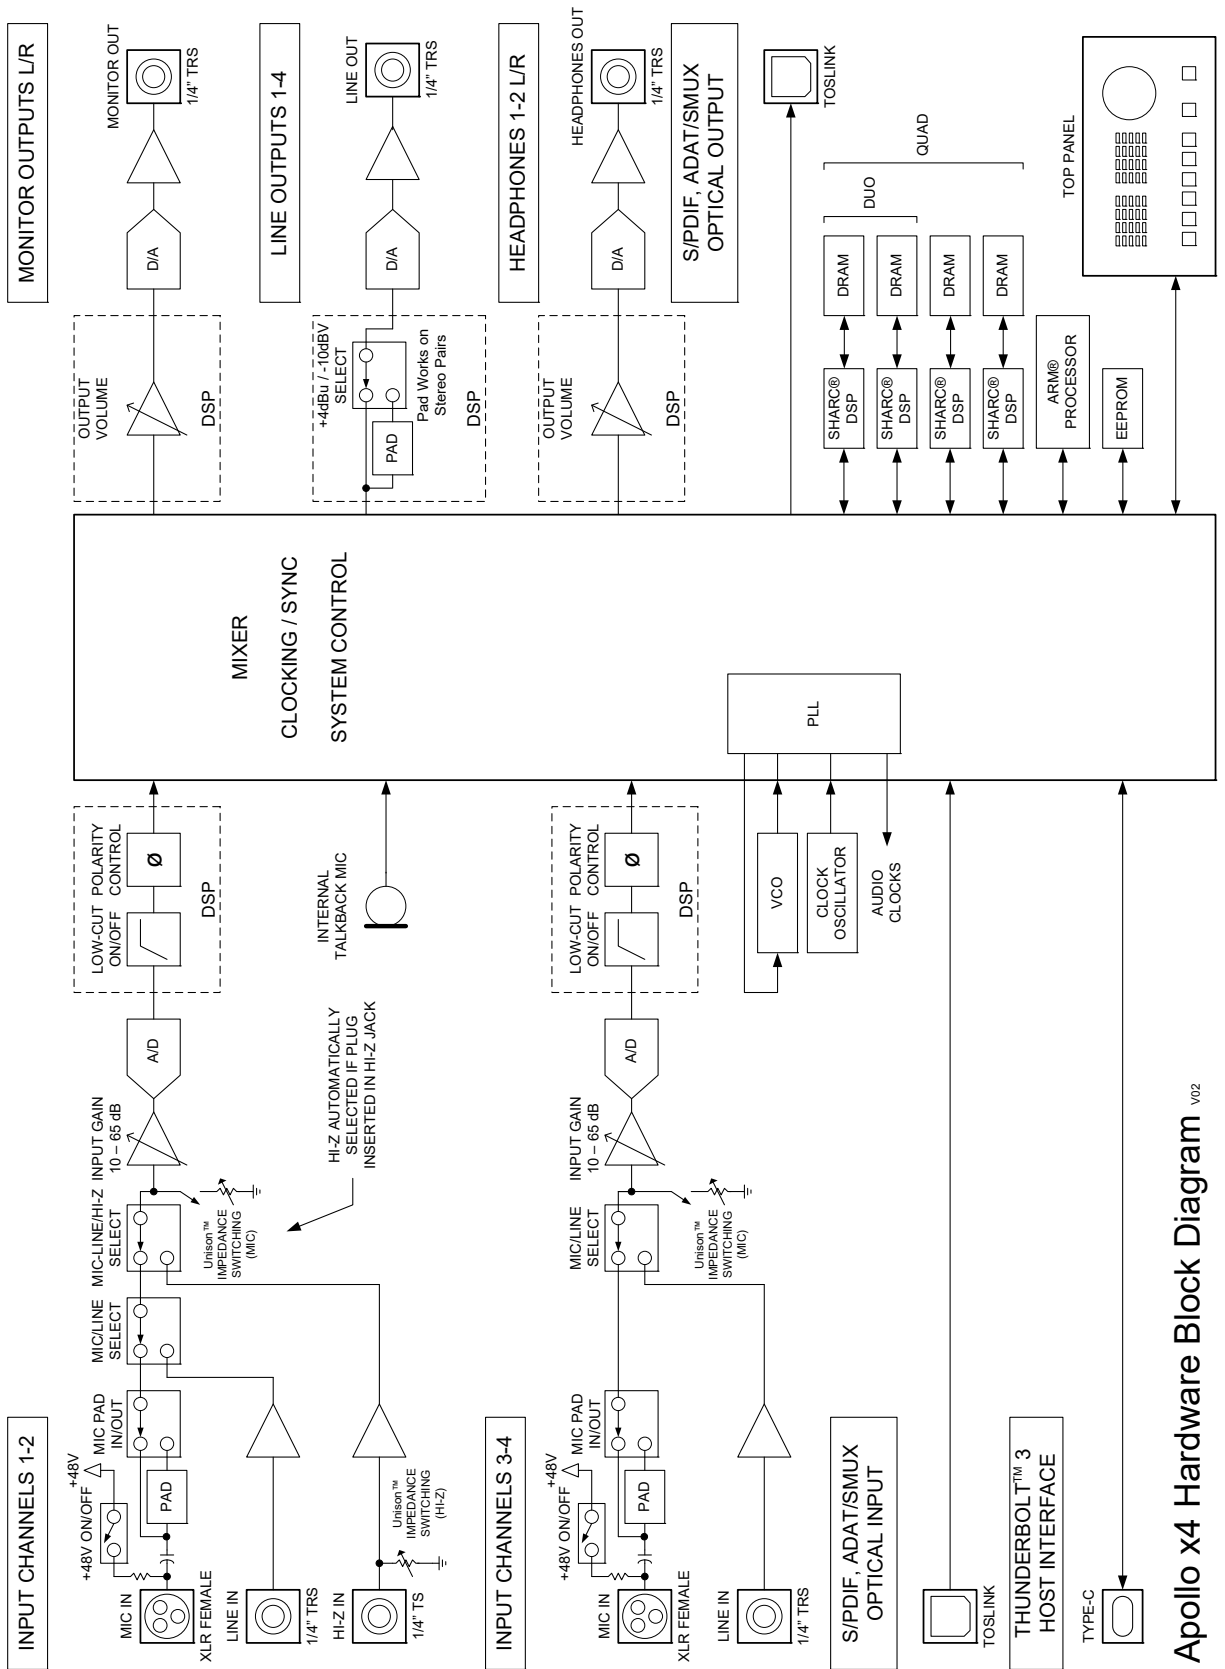 INPUT CHANNELS 1-2
MIC IN
XLR FEMALE
+48V ON/OFF
+48V
PAD
MIC PAD
IN/OUT
MIC/LINE
SELECT
MIC-LINE/HI-Z
SELECT
Unison™
IMPEDANCE
SWITCHING
(MIC)
INPUT GAIN
10 – 65 dB
A/D
LOW-CUT
ON/OFF
POLARITY
CONTROL
Ø
DSP
LINE IN
1/4" TRS
HI-Z IN
1/4" TS
Unison™
IMPEDANCE
SWITCHING
(HI-Z)
HI-Z AUTOMATICALLY
SELECTED IF PLUG
INSERTED IN HI-Z JACK
INTERNAL
TALKBACK MIC
INPUT CHANNELS 3-4
MIC IN
XLR FEMALE
+48V ON/OFF
+48V
PAD
MIC PAD
IN/OUT
MIC/LINE
SELECT
Unison™
IMPEDANCE
SWITCHING
(MIC)
INPUT GAIN
10 – 65 dB
A/D
LOW-CUT
ON/OFF
POLARITY
CONTROL
Ø
DSP
LINE IN
1/4" TRS
VCO
CLOCK
OSCILLATOR
AUDIO
CLOCKS
PLL
S/PDIF, ADAT/SMUX
OPTICAL INPUT
TOSLINK
THUNDERBOLT™ 3
HOST INTERFACE
TYPE-C
MIXER
CLOCKING / SYNC
SYSTEM CONTROL
MONITOR OUTPUTS L/R
OUTPUT
VOLUME
DSP
D/A
MONITOR OUT
1/4" TRS
LINE OUTPUTS 1-4
+4dBu / -10dBV
SELECT
PAD
Pad Works on
Stereo Pairs
DSP
D/A
LINE OUT
1/4" TRS
HEADPHONES 1-2 L/R
OUTPUT
VOLUME
DSP
D/A
HEADPHONES OUT
1/4" TRS
S/PDIF, ADAT/SMUX
OPTICAL OUTPUT
TOSLINK
SHARC®
DSP
DRAM
SHARC®
DSP
DRAM
SHARC®
DSP
DRAM
SHARC®
DSP
DRAM
DUO
QUAD
ARM®
PROCESSOR
EEPROM
TOP PANEL
Apollo x4 Hardware Block Diagram V02